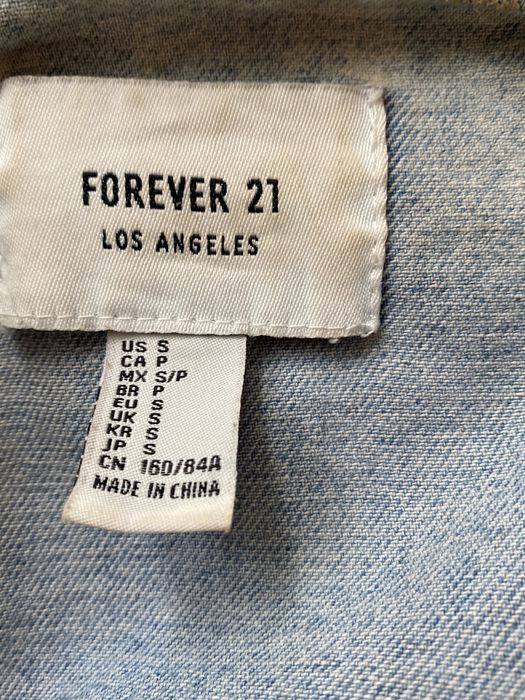 FOREVER 21
LOS ANGELES
US S
CA P
MX S/P
BR P
EU S
UK S
KR S
JP S
CN 160/84A
MADE IN CHINA